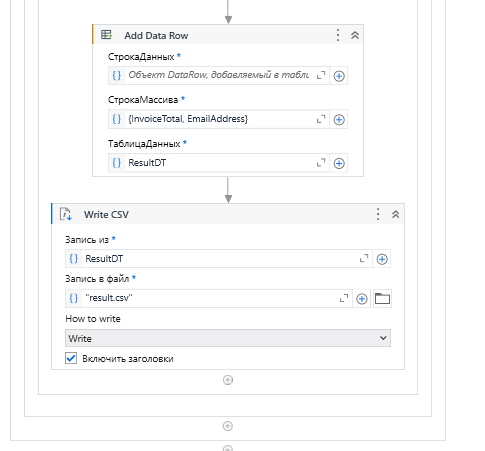 Add Data Row
СтрокаДанных *
{} Объект DataRow, добавляемый в табли
СтрокаМассива *
{} {InvoiceTotal, EmailAddress}
ТаблицаДанных *
{} ResultDT
Write CSV
Запись из *
{} ResultDT
Запись в файл *
{} "result.csv"
How to write
Write
Включить заголовки